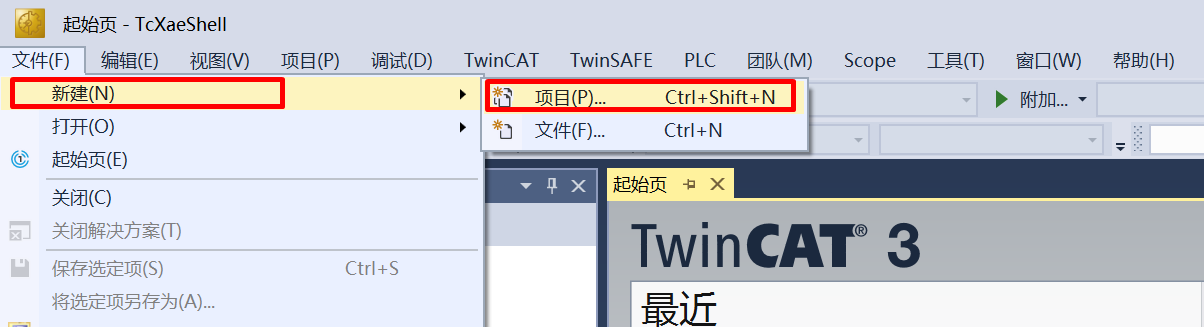 起始页 - TcXaeShell
文件(F) 编辑(E) 视图(V) 项目(P) 调试(D) TwinCAT TwinSAFE PLC 团队(M) Scope 工具(T) 窗口(W) 帮助(H)
新建(N)
项目(P)... Ctrl+Shift+N
附加...
打开(O)
文件(F)... Ctrl+N
起始页(E)
关闭(C)
起始页
关闭解决方案(T)
TwinCAT® 3
保存选定项(S) Ctrl+S
将选定项另存为(A)...
最近